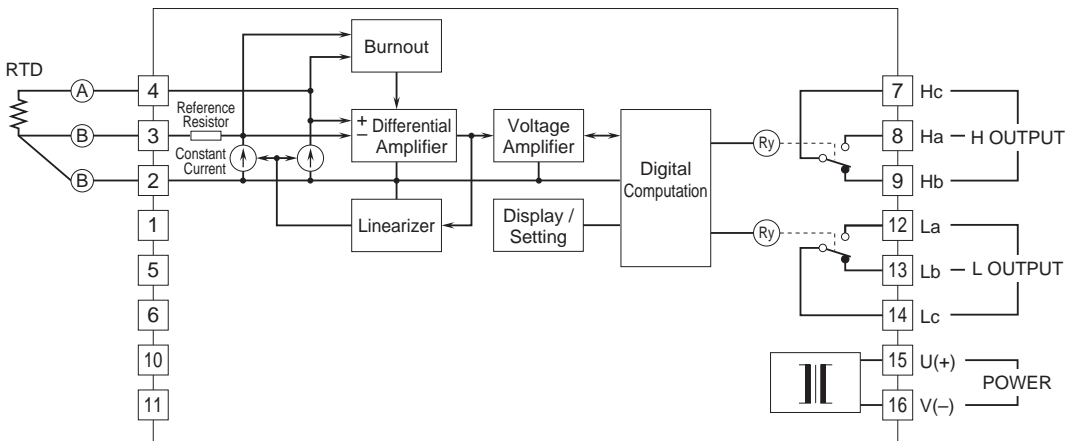 RTD
A
B
B
4
3
2
1
5
6
10
11
Reference
Resistor
Constant
Current
Burnout
+
–
Differential
Amplifier
Linearizer
Voltage
Amplifier
Display /
Setting
Digital
Computation
Ry
Ry
7 Hc
8 Ha
9 Hb
H OUTPUT
12 La
13 Lb
14 Lc
L OUTPUT
15 U(+)
16 V(–)
POWER